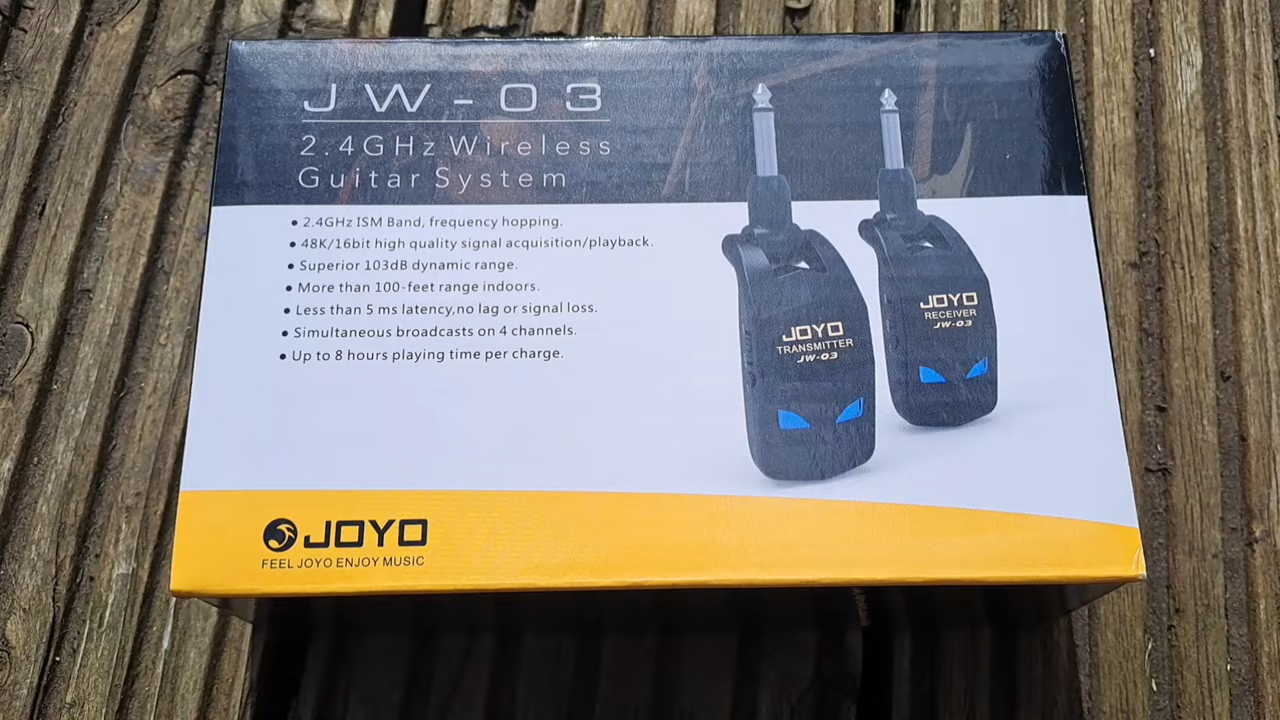 JW-03
2.4GHz Wireless
Guitar System
• 2.4GHz ISM Band, frequency hopping.
• 48K/16bit high quality signal acquisition/playback.
• Superior 103dB dynamic range.
• More than 100-feet range indoors.
• Less than 5 ms latency,no lag or signal loss.
• Simultaneous broadcasts on 4 channels.
• Up to 8 hours playing time per charge.
JOYO
TRANSMITTER
JW-03
JOYO
RECEIVER
JW-03
JOYO
FEEL JOYO ENJOY MUSIC